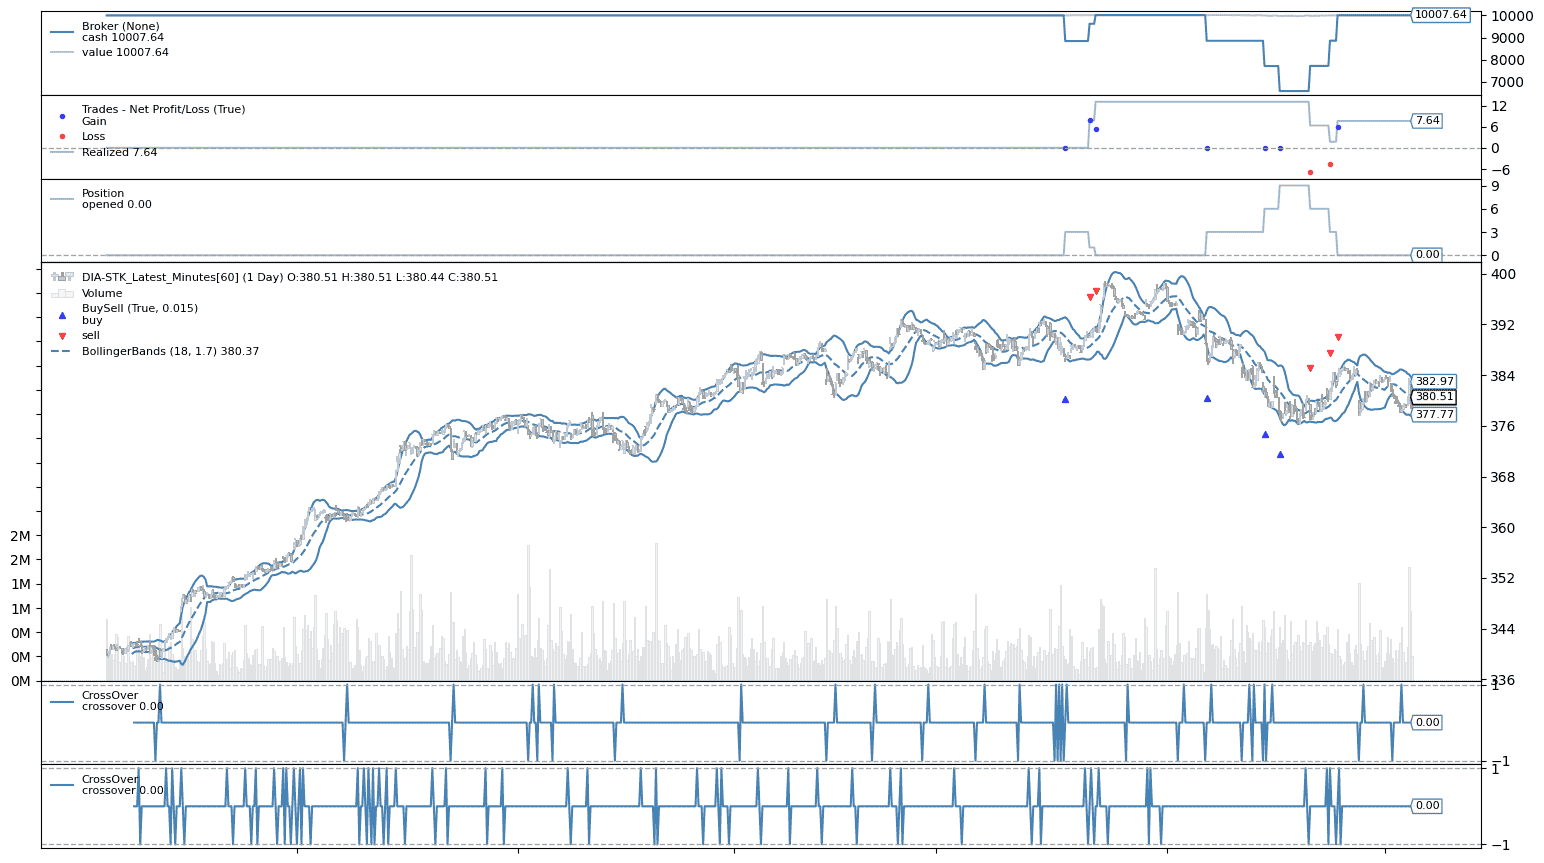 Broker (None)
cash 10007.64
value 10007.64
10007.64
10000
9000
8000
7000
Trades - Net Profit/Loss (True)
Gain
Loss
Realized 7.64
7.64
12
6
0
−6
Position
opened 0.00
0.00
9
6
3
0
DIA-STK_Latest_Minutes[60] (1 Day) O:380.51 H:380.51 L:380.44 C:380.51
Volume
BuySell (True, 0.015)
buy
sell
BollingerBands (18, 1.7) 380.37
382.97
380.51
377.77
400
392
384
376
368
360
352
344
336
2M
2M
1M
1M
0M
0M
0M
CrossOver
crossover 0.00
0.00
1
−1
CrossOver
crossover 0.00
0.00
1
−1